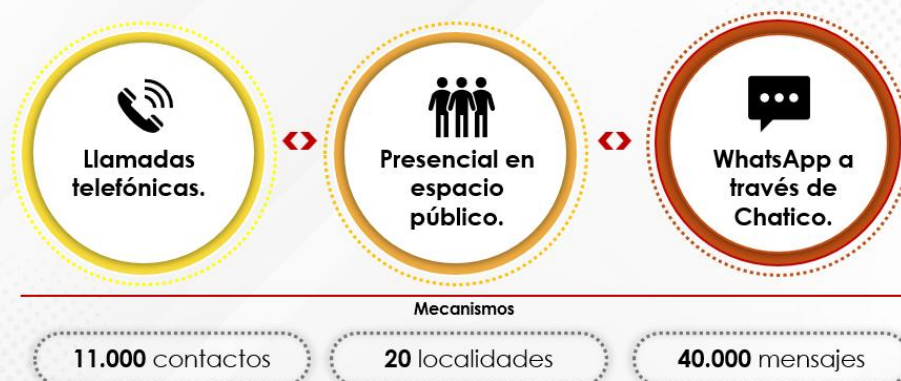 Llamadas
telefónicas.
Presencial en
espacio
público.
WhatsApp a
través de
Chatico.
Mecanismos
11.000 contactos
20 localidades
40.000 mensajes